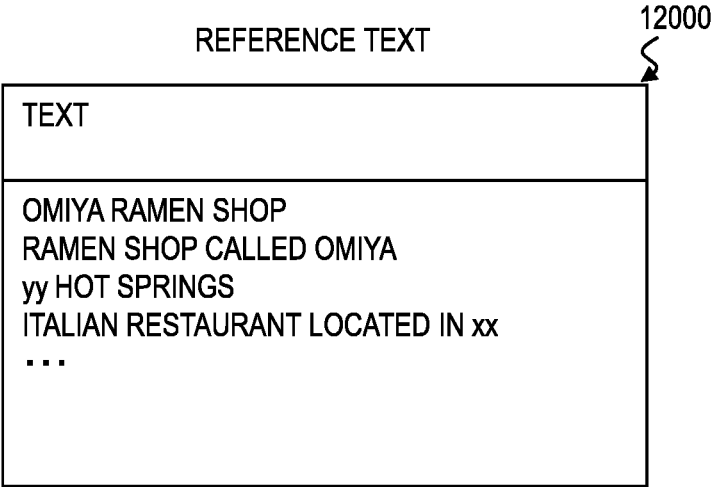 12000
REFERENCE TEXT
TEXT
OMIYA RAMEN SHOP
RAMEN SHOP CALLED OMIYA
yy HOT SPRINGS
ITALIAN RESTAURANT LOCATED IN xx
...